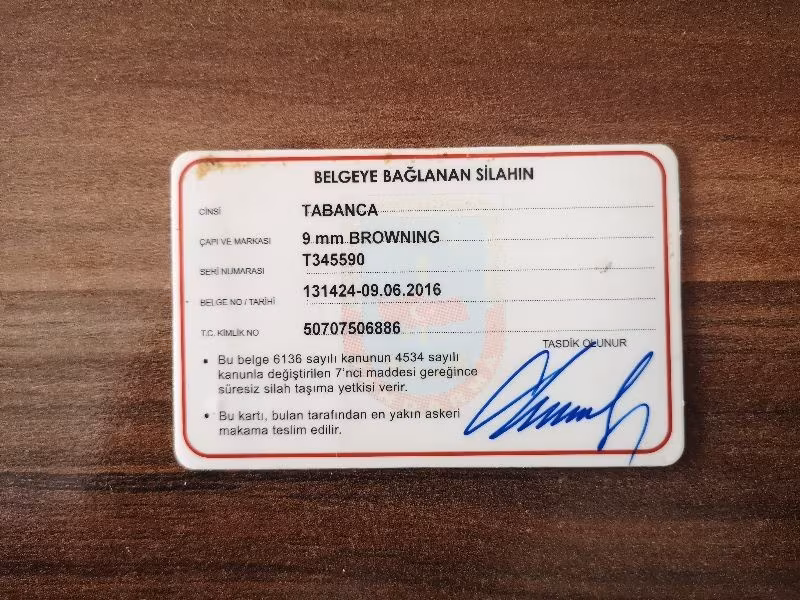 BELGEYE BAĞLANAN SİLAHIN
CİNSİ TABANCA
ÇAPI VE MARKASI 9 mm BROWNING
SERİ NUMARASI T345590
BELGE NO / TARİHİ 131424-09.06.2016
T.C. KİMLİK NO 50707506886
TASDİK OLUNUR
• Bu belge 6136 sayılı kanunun 4534 sayılı
kanunla değiştirilen 7'nci maddesi gereğince
süresiz silah taşıma yetkisi verir.
• Bu kartı, bulan tarafından en yakın askeri
makama teslim edilir.